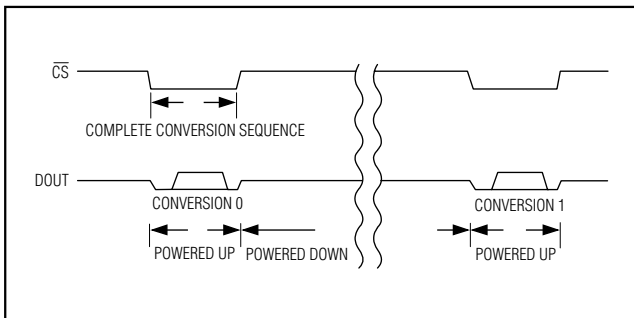 CS
COMPLETE CONVERSION SEQUENCE
DOUT
CONVERSION 0
CONVERSION 1
POWERED UP
POWERED DOWN
POWERED UP